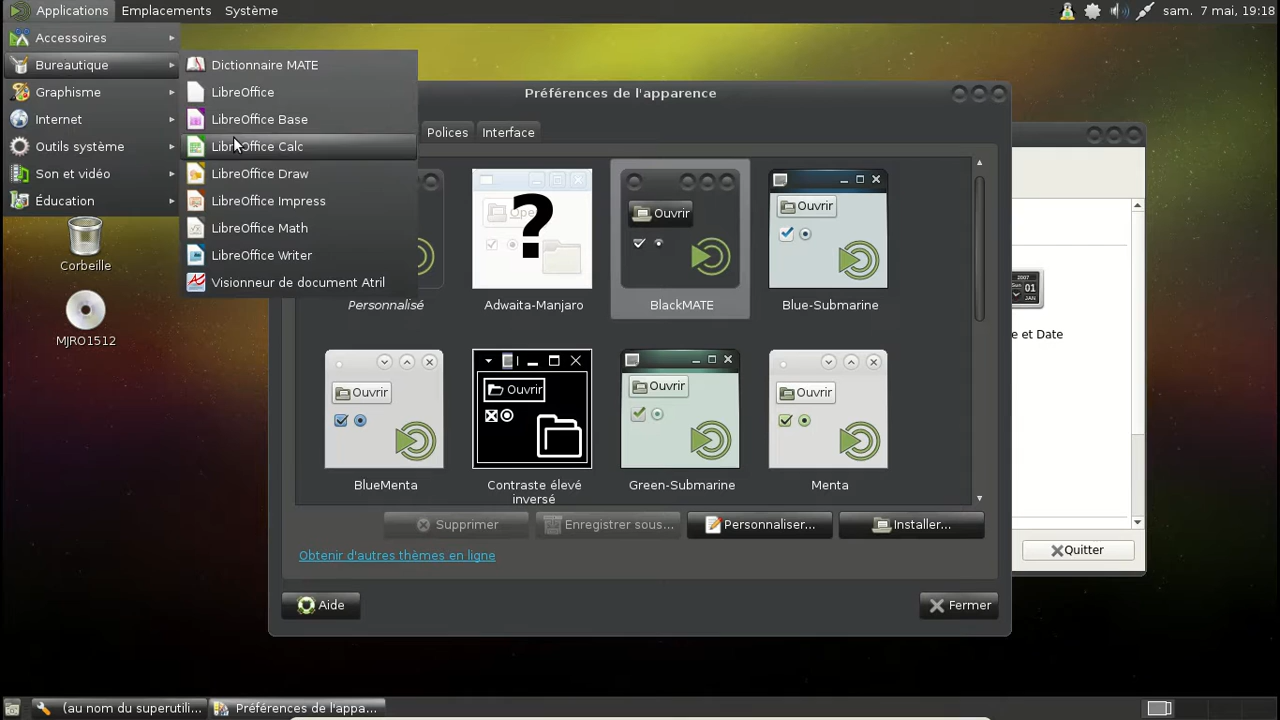 Applications Emplacements Système sam. 7 mai, 19:18
Accessoires
Bureautique
Graphisme
Internet
Outils système
Son et vidéo
Éducation
Dictionnaire MATE
LibreOffice
LibreOffice Base
LibreOffice Calc
LibreOffice Draw
LibreOffice Impress
LibreOffice Math
LibreOffice Writer
Visionneur de document Atril
Corbeille
MJRO1512
Préférences de l'apparence
Polices Interface
Ouvrir
Ouvrir
Personnalisé Adwaita-Manjaro BlackMATE Blue-Submarine
Ouvrir Ouvrir Ouvrir Ouvrir
BlueMenta Contraste élevé Green-Submarine Menta
inversé
Supprimer Enregistrer sous... Personnaliser... Installer...
Obtenir d'autres thèmes en ligne
Aide Fermer
2007
01
JAN
e et Date
Quitter
(au nom du superutili... Préférences de l'appa...